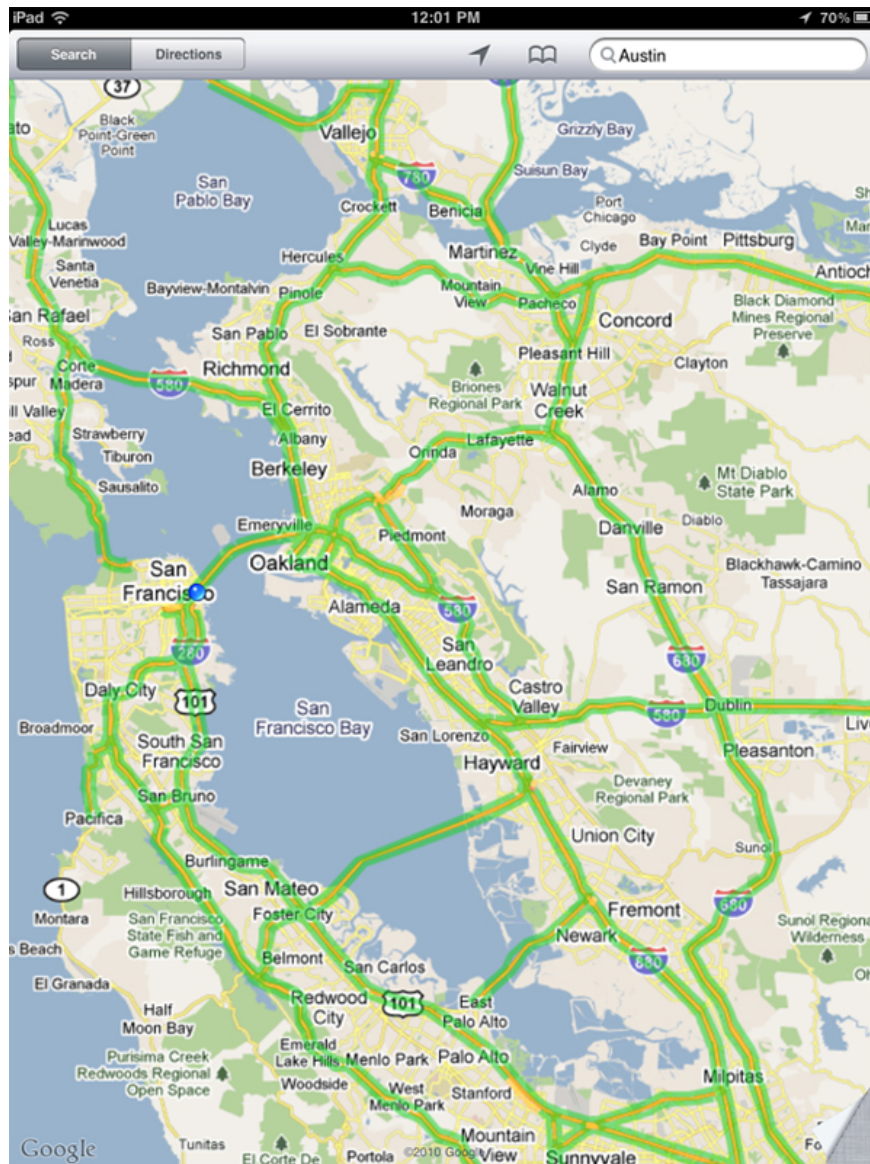 iPad
12:01 PM
70%
Search
Directions
Austin
37
Black
Point-Green
Point
Vallejo
Grizzly Bay
San
Pablo Bay
780
Suisun Bay
Crockett
Benicia
Port
Chicago
Lucas
Valley-Marinwood
Martinez
Clyde
Bay Point
Pittsburg
Santa
Venetia
Hercules
Vine Hill
Bayview-Montalvin
Pinole
Mountain
View
Pacheco
Antioch
San Rafael
San Pablo
El Sobrante
Concord
Black Diamond
Mines Regional
Preserve
Ross
Corte
Madera
Richmond
Pleasant Hill
Clayton
580
Briones
Regional Park
Walnut
Creek
El Cerrito
Strawberry
Albany
Lafayette
Tiburon
Berkeley
Orinda
Mt Diablo
State Park
Sausalito
Alamo
Moraga
Emeryville
Piedmont
Danville
Diablo
San
Francisco
Oakland
Blackhawk-Camino
Tassajara
San Ramon
Alameda
580
San
Leandro
280
680
Daly City
101
Castro
Valley
San
Francisco Bay
580
Dublin
Broadmoor
San Lorenzo
South San
Francisco
Fairview
Pleasanton
Hayward
San Bruno
Devaney
Regional Park
Pacifica
Union City
Sunol
Burlingame
1
Hillsborough
San Mateo
680
Montara
San Francisco
State Fish and
Game Refuge
Foster City
Fremont
Sunol Regional
Wilderness
Newark
Belmont
San Carlos
680
El Granada
Redwood
City
101
East
Palo Alto
Half
Moon Bay
Emerald
Lake Hills
Menlo Park
Palo Alto
Purisima Creek
Redwoods Regional
Open Space
Woodside
West
Menlo Park
Stanford
Milpitas
Google
Tunitas
El Corte De
Portola
©2010 Google
Mountain
View
Sunnyvale